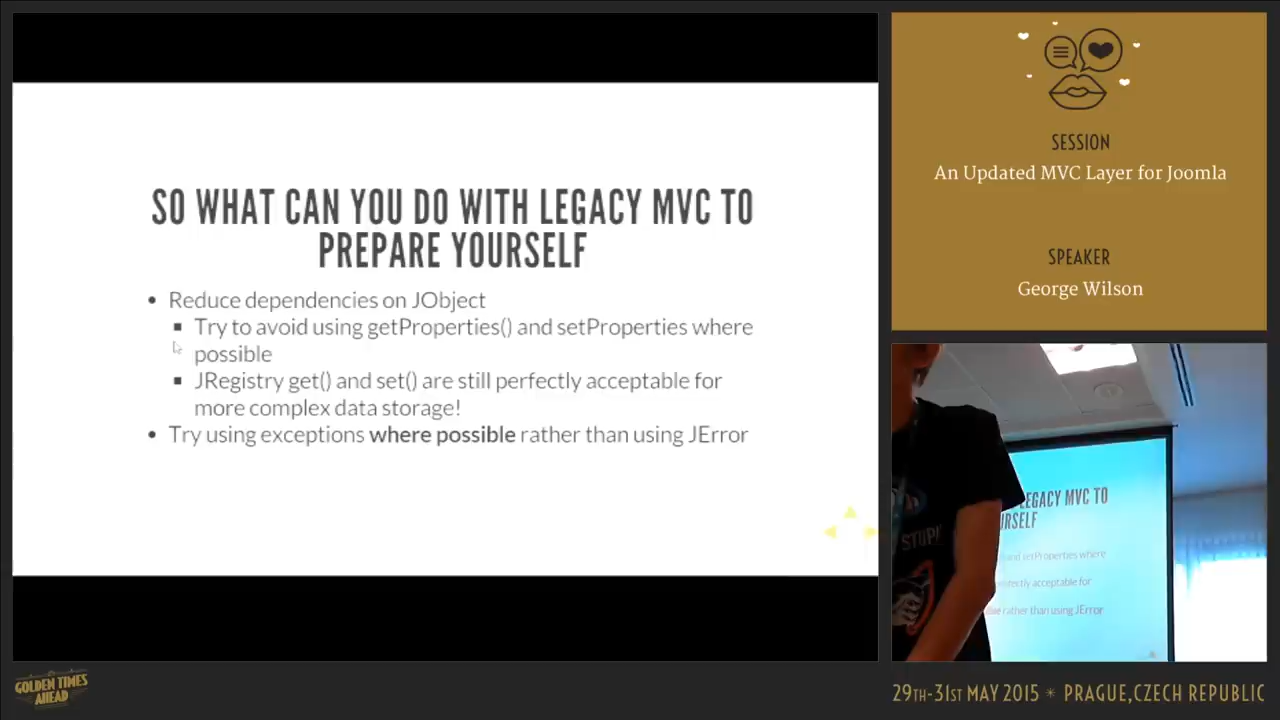 SO WHAT CAN YOU DO WITH LEGACY MVC TO
PREPARE YOURSELF
• Reduce dependencies on JObject
▪ Try to avoid using getProperties() and setProperties where
possible
▪ JRegistry get() and set() are still perfectly acceptable for
more complex data storage!
• Try using exceptions where possible rather than using JError
SESSION
An Updated MVC Layer for Joomla
SPEAKER
George Wilson
LEGACY MVC TO
and setProperties where
acceptable for
rather than using JError
STUPI
GOLDEN TIMES
AHEAD
29TH-31ST MAY 2015 * PRAGUE,CZECH REPUBLIC